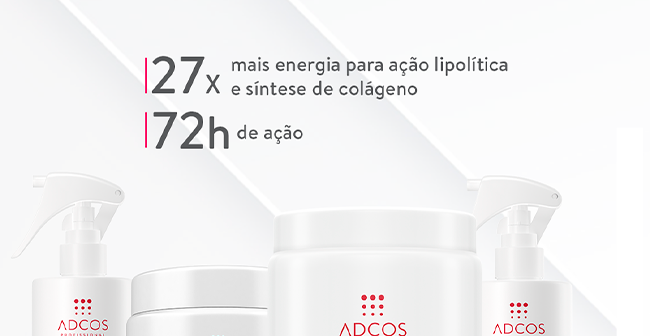 27x mais energia para ação lipolítica
e síntese de colágeno
72h de ação
ADCOS
ADCOS
ADCOS